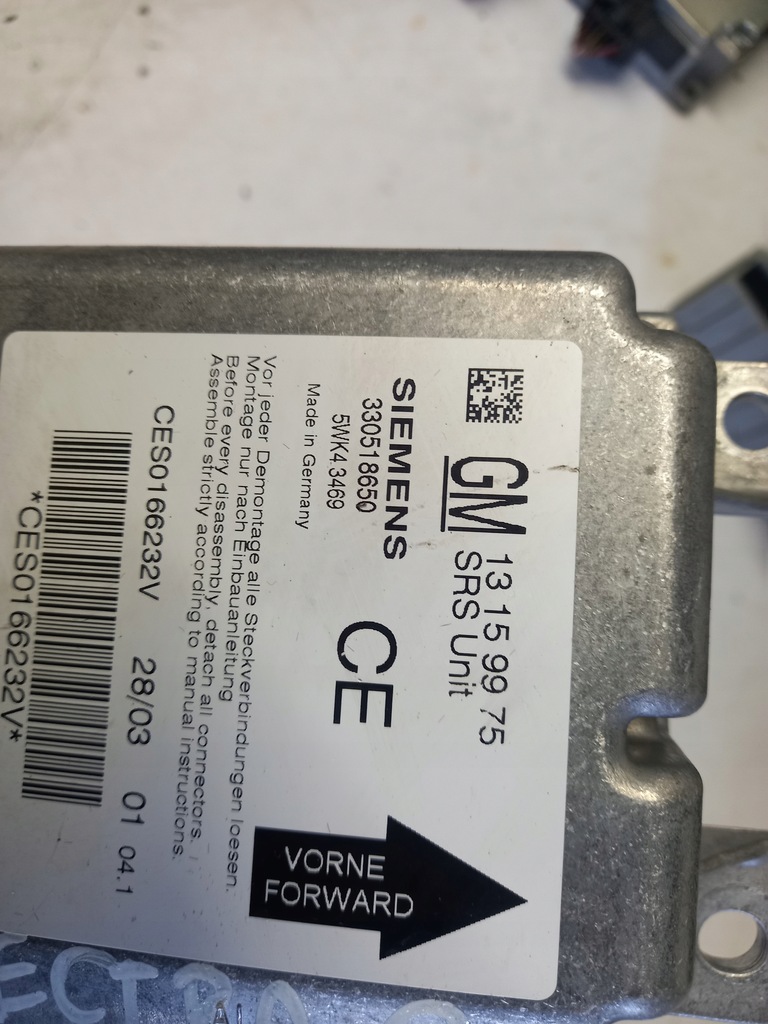 GM 13 15 99 75
SRS Unit
SIEMENS
330518650
5WK4 3469
Made in Germany
CE
VORNE
FORWARD
Vor jeder Demontage alle Steckverbindungen loesen.
Montage nur nach Einbauanleitung
Before every disassembly, detach all connectors.
Assemble strictly according to manual instructions.
CES0166232V 28/03 01 04.1
*CES0166232V*